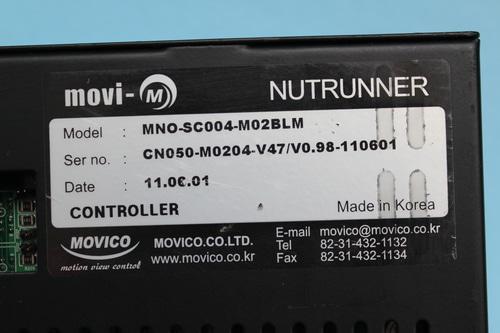 movi-M NUTRUNNER
Model : MNO-SC004-M02BLM
Ser no. : CN050-M0204-V47/V0.98-110601
Date : 11.06.01
CONTROLLER Made in Korea
MOVICO
motion view control
MOVICO.CO.LTD.
www.movico.co.kr
E-mail movico@movico.co.kr
Tel 82-31-432-1132
Fax 82-31-432-1134